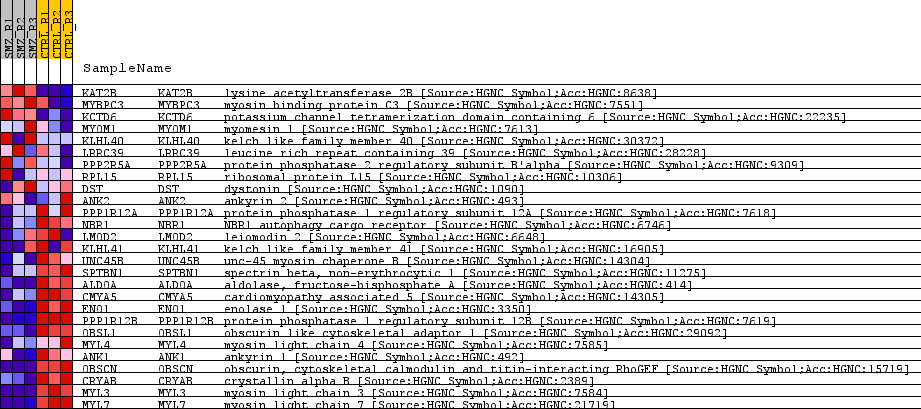 SMZ_R1
SMZ_R2
SMZ_R3
CTRL_R1
CTRL_R2
CTRL_R3
SampleName
KAT2B KAT2B lysine acetyltransferase 2B [Source:HGNC Symbol;Acc:HGNC:8638]
MYBPC3 MYBPC3 myosin binding protein C3 [Source:HGNC Symbol;Acc:HGNC:7551]
KCTD6 KCTD6 potassium channel tetramerization domain containing 6 [Source:HGNC Symbol;Acc:HGNC:22235]
MYOM1 MYOM1 myomesin 1 [Source:HGNC Symbol;Acc:HGNC:7613]
KLHL40 KLHL40 kelch like family member 40 [Source:HGNC Symbol;Acc:HGNC:30372]
LRRC39 LRRC39 leucine rich repeat containing 39 [Source:HGNC Symbol;Acc:HGNC:28228]
PPP2R5A PPP2R5A protein phosphatase 2 regulatory subunit B'alpha [Source:HGNC Symbol;Acc:HGNC:9309]
RPL15 RPL15 ribosomal protein L15 [Source:HGNC Symbol;Acc:HGNC:10306]
DST DST dystonin [Source:HGNC Symbol;Acc:HGNC:1090]
ANK2 ANK2 ankyrin 2 [Source:HGNC Symbol;Acc:HGNC:493]
PPP1R12A PPP1R12A protein phosphatase 1 regulatory subunit 12A [Source:HGNC Symbol;Acc:HGNC:7618]
NBR1 NBR1 NBR1 autophagy cargo receptor [Source:HGNC Symbol;Acc:HGNC:6746]
LMOD2 LMOD2 leiomodin 2 [Source:HGNC Symbol;Acc:HGNC:6648]
KLHL41 KLHL41 kelch like family member 41 [Source:HGNC Symbol;Acc:HGNC:16905]
UNC45B UNC45B unc-45 myosin chaperone B [Source:HGNC Symbol;Acc:HGNC:14304]
SPTBN1 SPTBN1 spectrin beta, non-erythrocytic 1 [Source:HGNC Symbol;Acc:HGNC:11275]
ALDOA ALDOA aldolase, fructose-bisphosphate A [Source:HGNC Symbol;Acc:HGNC:414]
CMYA5 CMYA5 cardiomyopathy associated 5 [Source:HGNC Symbol;Acc:HGNC:14305]
ENO1 ENO1 enolase 1 [Source:HGNC Symbol;Acc:HGNC:3350]
PPP1R12B PPP1R12B protein phosphatase 1 regulatory subunit 12B [Source:HGNC Symbol;Acc:HGNC:7619]
OBSL1 OBSL1 obscurin like cytoskeletal adaptor 1 [Source:HGNC Symbol;Acc:HGNC:29092]
MYL4 MYL4 myosin light chain 4 [Source:HGNC Symbol;Acc:HGNC:7585]
ANK1 ANK1 ankyrin 1 [Source:HGNC Symbol;Acc:HGNC:492]
OBSCN OBSCN obscurin, cytoskeletal calmodulin and titin-interacting RhoGEF [Source:HGNC Symbol;Acc:HGNC:15719]
CRYAB CRYAB crystallin alpha B [Source:HGNC Symbol;Acc:HGNC:2389]
MYL3 MYL3 myosin light chain 3 [Source:HGNC Symbol;Acc:HGNC:7584]
MYL7 MYL7 myosin light chain 7 [Source:HGNC Symbol;Acc:HGNC:21719]